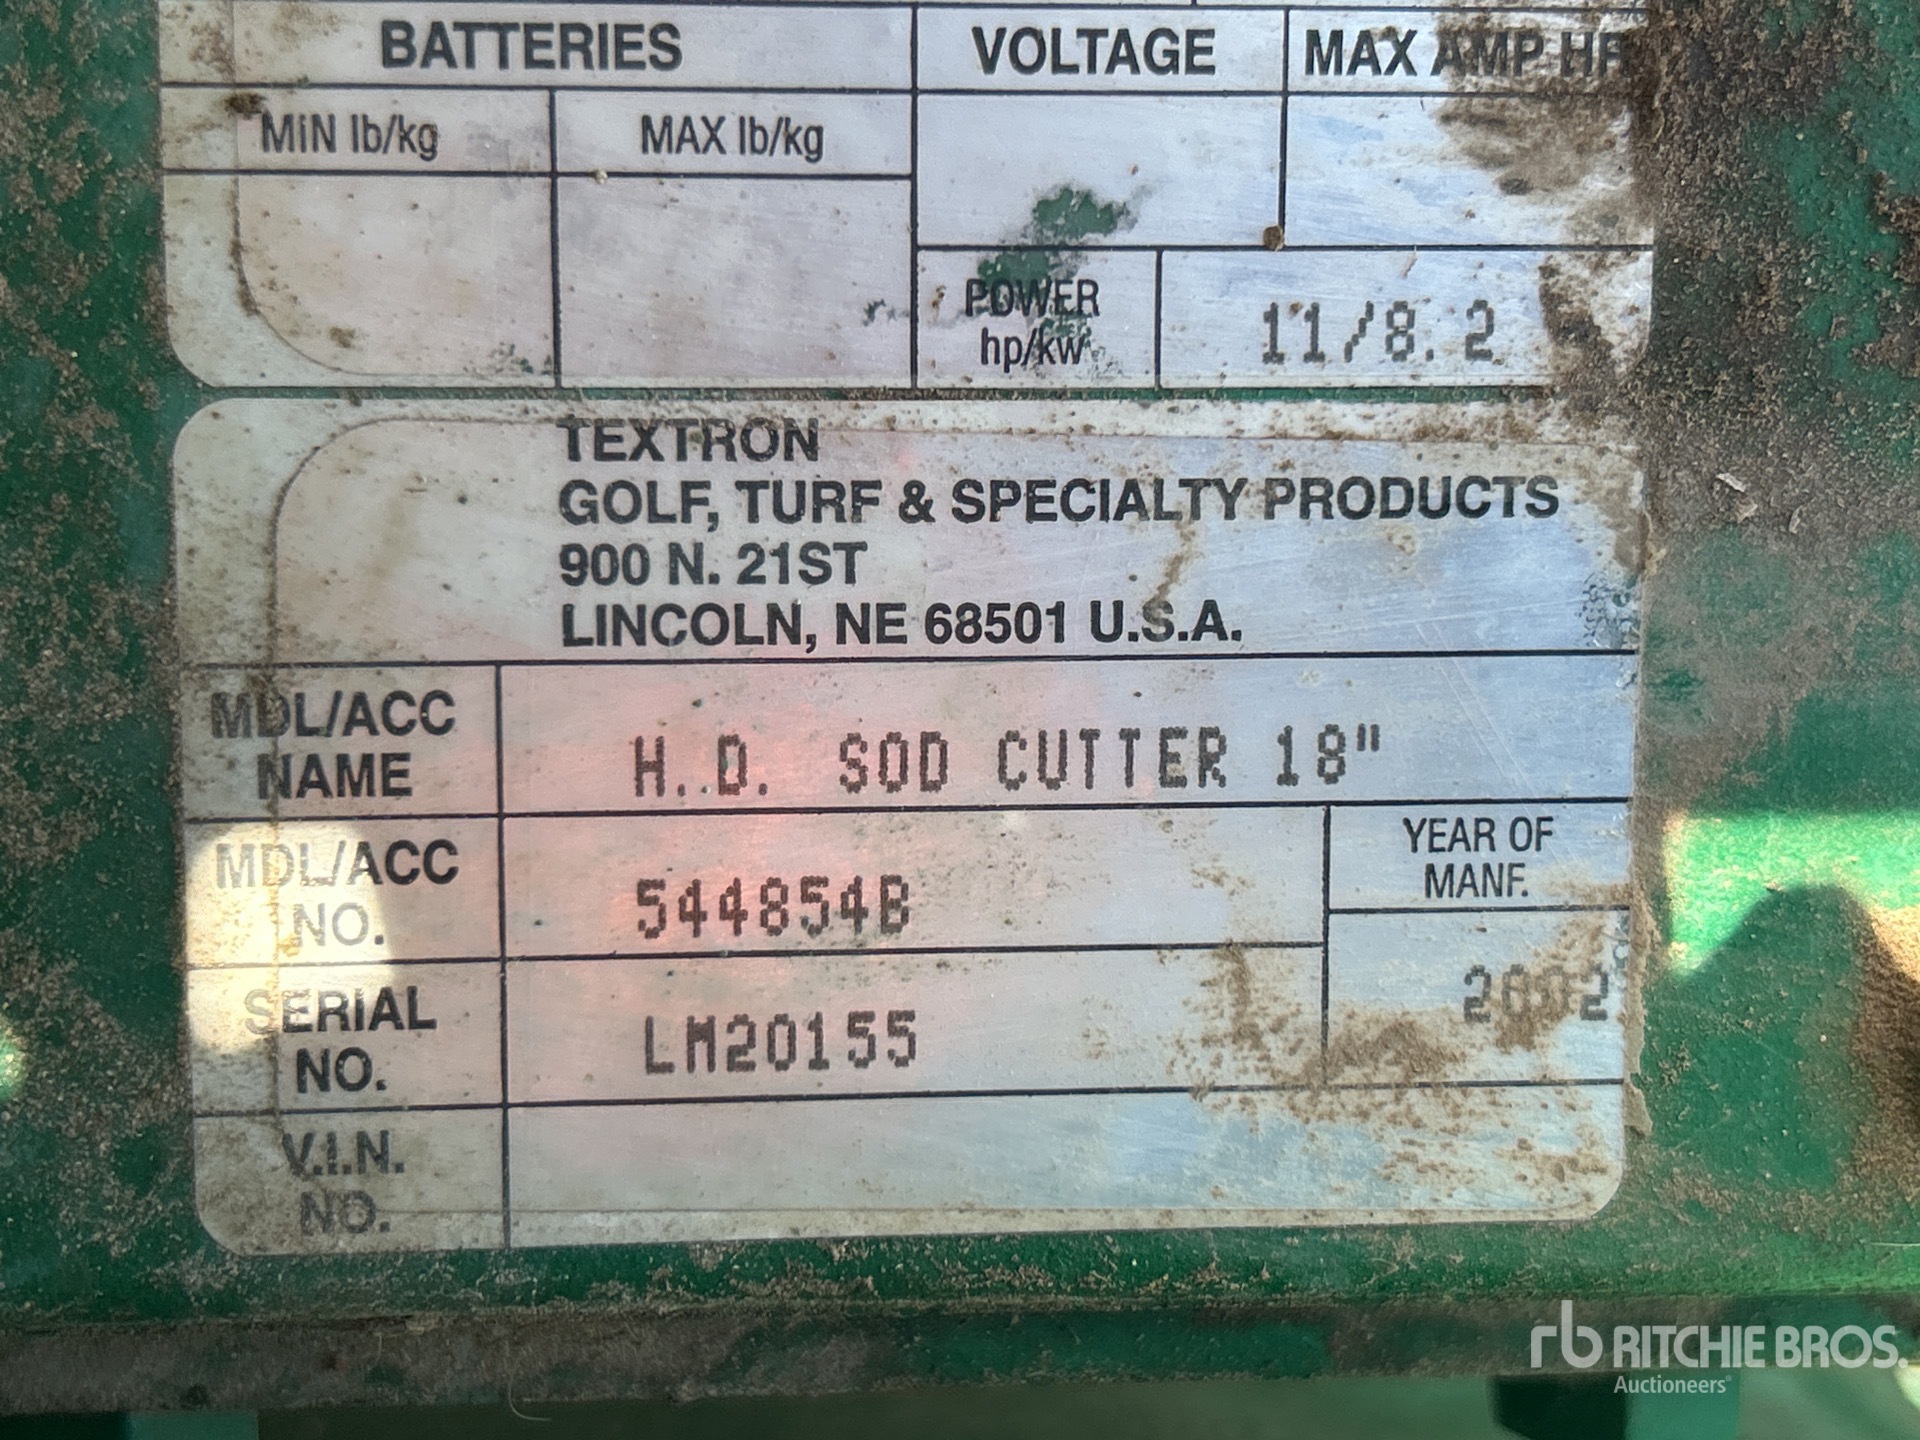 BATTERIES VOLTAGE MAX AMP HR
MIN lb/kg MAX lb/kg
POWER
hp/kw 11/8.2
TEXTRON
GOLF, TURF & SPECIALTY PRODUCTS
900 N. 21ST
LINCOLN, NE 68501 U.S.A.
MDL/ACC
NAME H.D. SOD CUTTER 18"
MDL/ACC
NO. 544854B
YEAR OF
MANF.
2002
SERIAL
NO. LM20155
V.I.N.
NO.
rb RITCHIE BROS.
Auctioneers